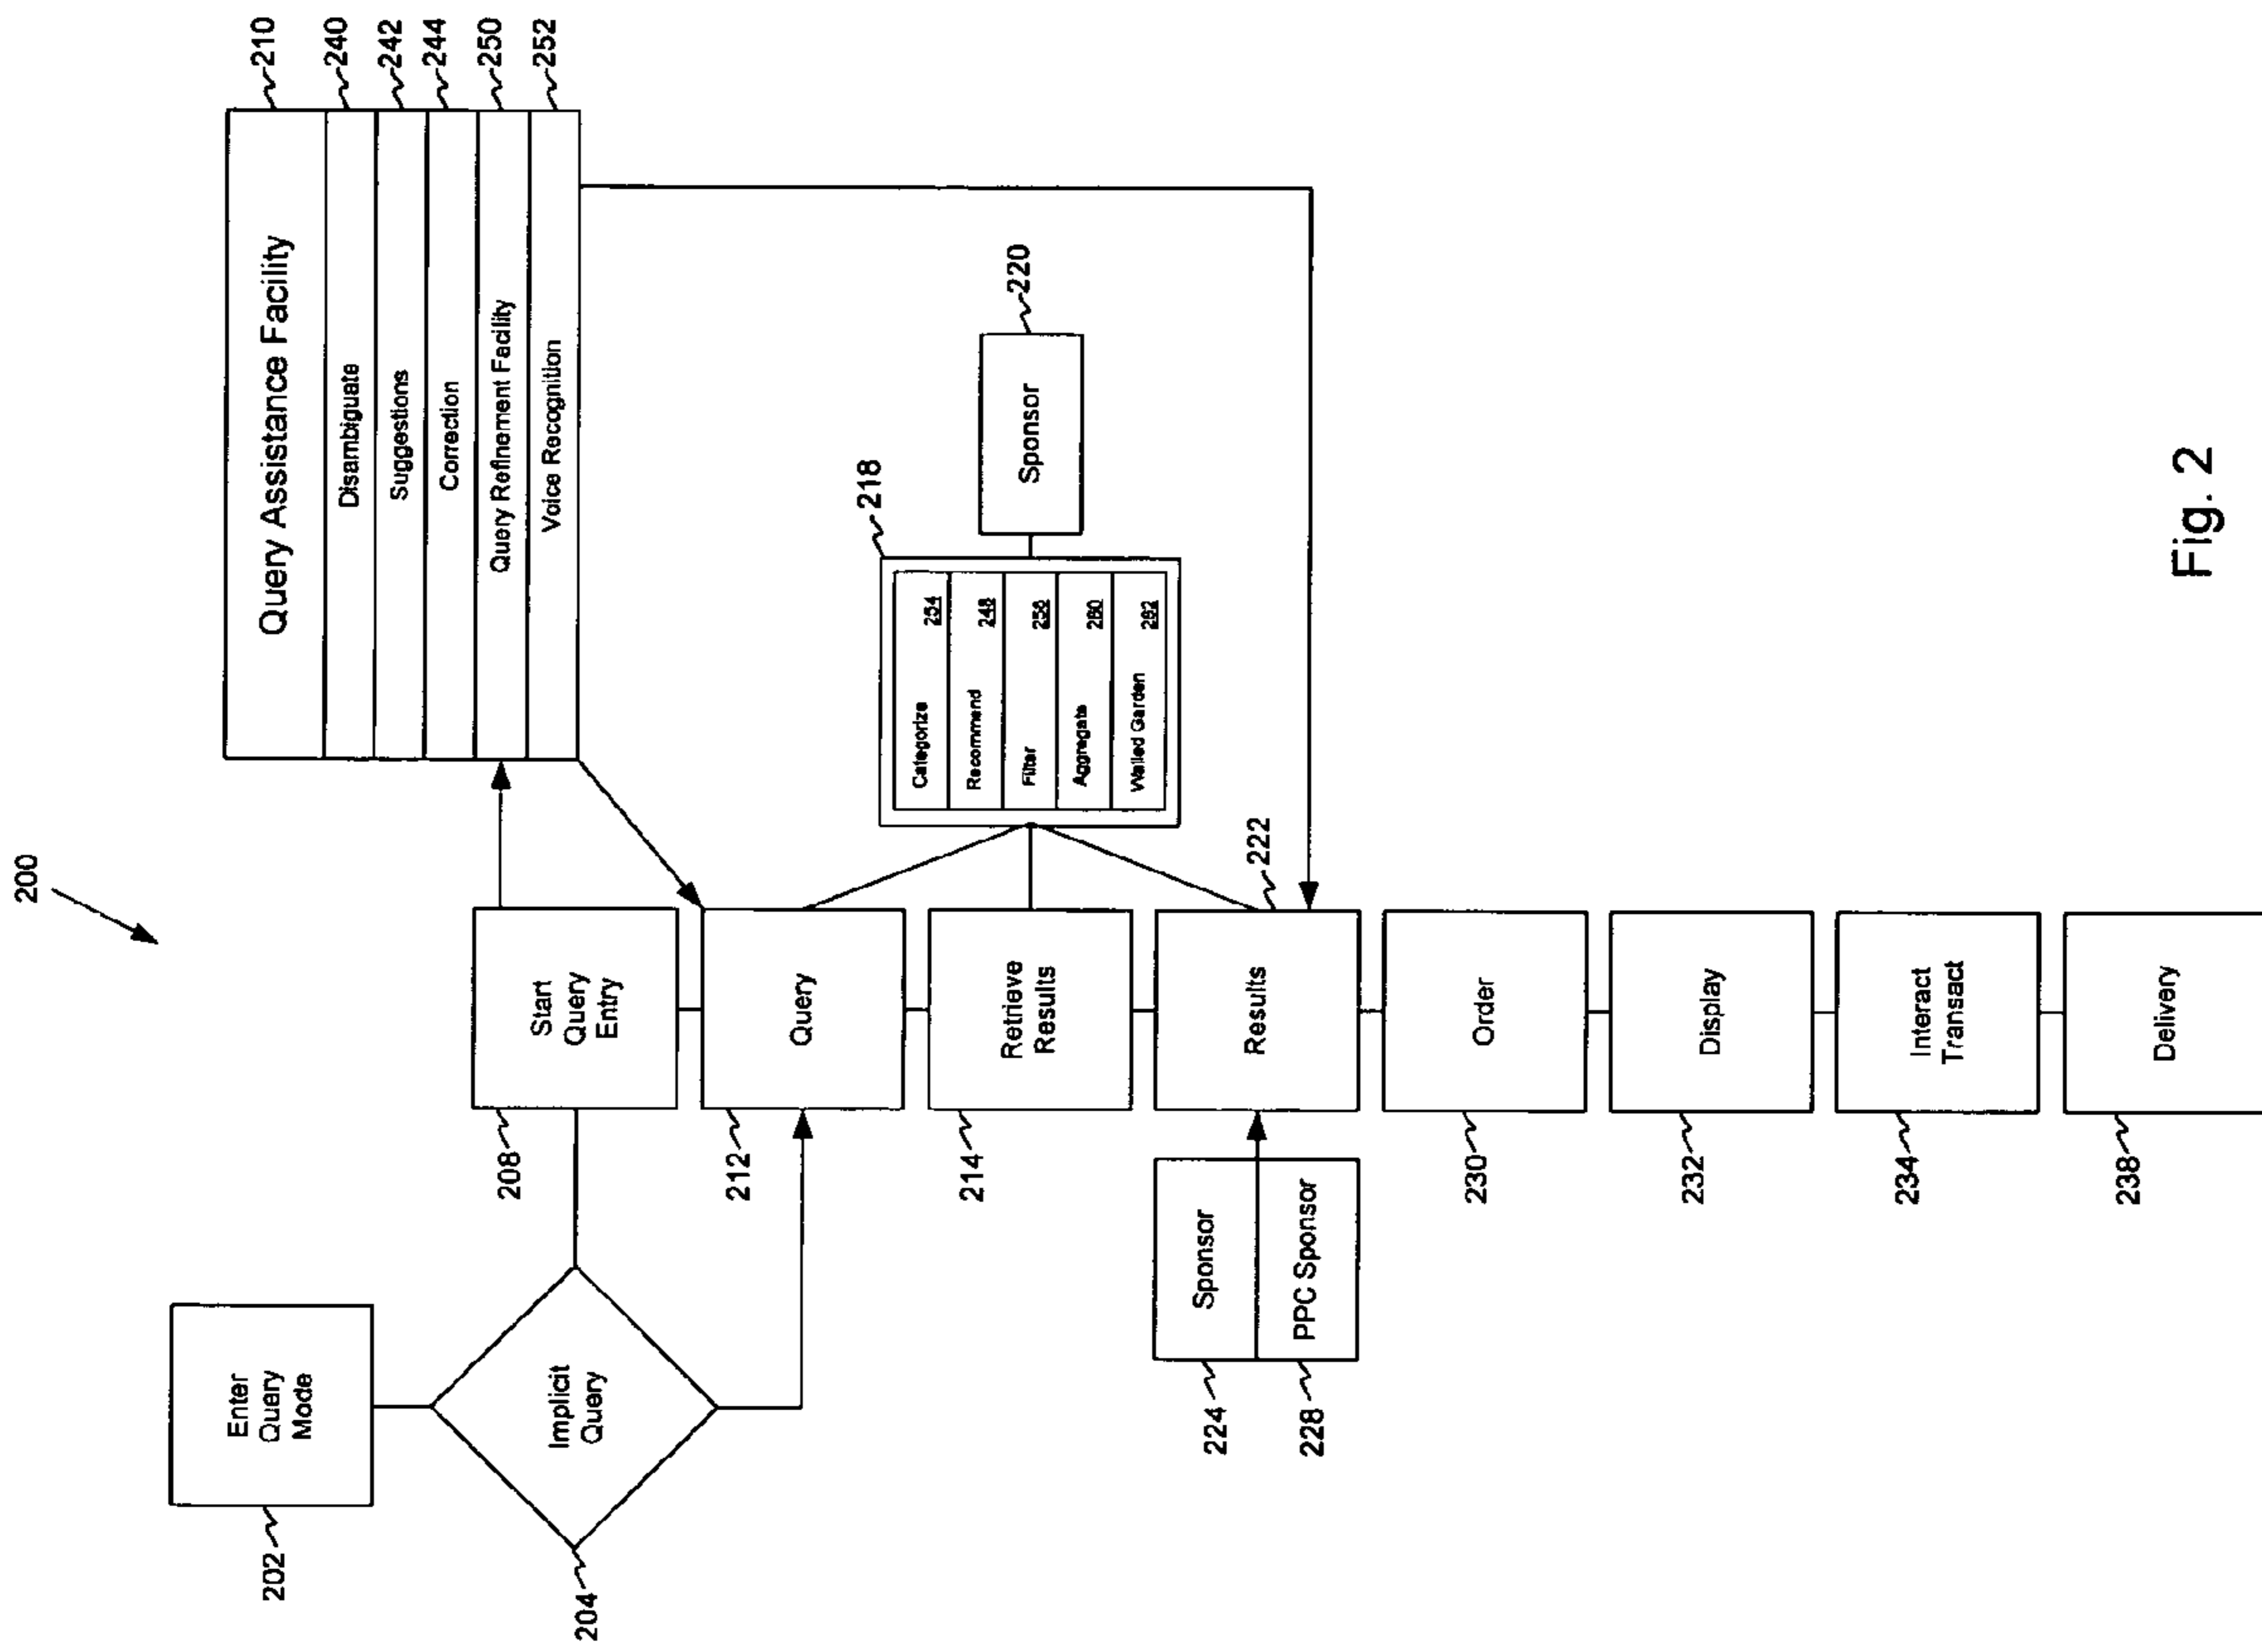 200
Enter
Query
Mode
202
Implicit
Query
204
Start
Query
Entry
208
Query Assistance Facility
210
Disambiguate
240
Suggestions
242
Correction
244
Query Refinement Facility
250
Voice Recognition
252
Query
212
Retrieve
Results
214
218
Categorize 254
Recommend 248
Filter 258
Aggregate 260
Walled Garden 262
Sponsor
220
Results
222
Sponsor
224
PPC Sponsor
228
Order
230
Display
232
Interact
Transact
234
Delivery
238
Fig. 2